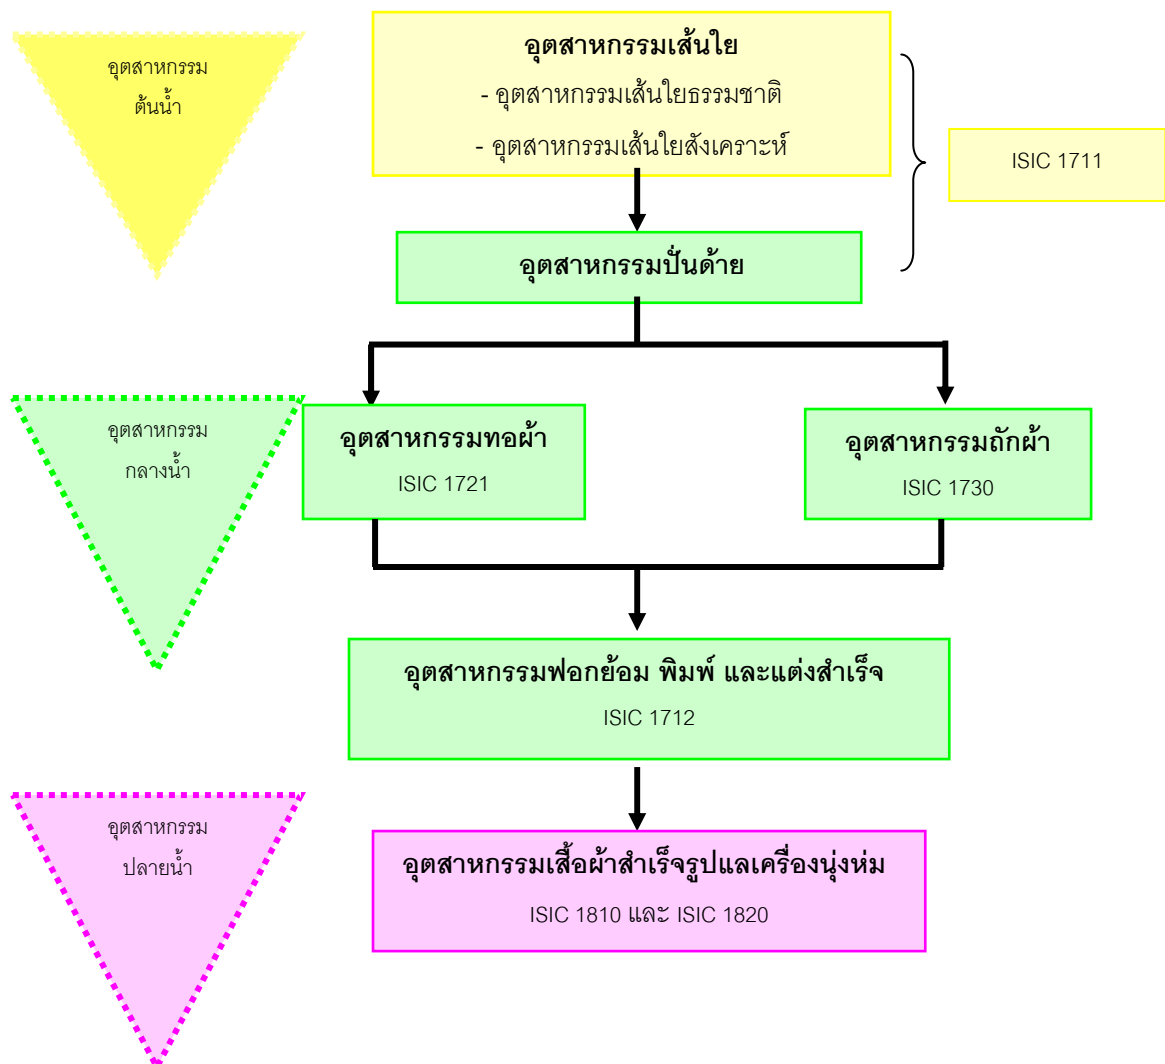 อุตสาหกรรม
ต้นน้ำ
อุตสาหกรรมเส้นใย
- อุตสาหกรรมเส้นใยธรรมชาติ
- อุตสาหกรรมเส้นใยสังเคราะห์
ISIC 1711
อุตสาหกรรมปั่นด้าย
อุตสาหกรรม
กลางน้ำ
อุตสาหกรรมทอผ้า
ISIC 1721
อุตสาหกรรมถักผ้า
ISIC 1730
อุตสาหกรรมฟอกย้อม พิมพ์ และแต่งสำเร็จ
ISIC 1712
อุตสาหกรรม
ปลายน้ำ
อุตสาหกรรมเสื้อผ้าสำเร็จรูปแลเครื่องนุ่งห่ม
ISIC 1810 และ ISIC 1820